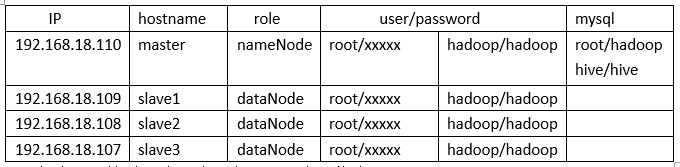 IP hostname role user/password mysql
192.168.18.110 master nameNode root/xxxxx hadoop/hadoop root/hadoop
hive/hive
192.168.18.109 slave1 dataNode root/xxxxx hadoop/hadoop
192.168.18.108 slave2 dataNode root/xxxxx hadoop/hadoop
192.168.18.107 slave3 dataNode root/xxxxx hadoop/hadoop